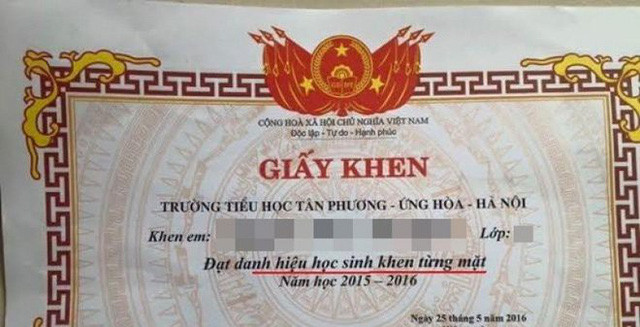 CỘNG HOÀ XÃ HỘI CHỦ NGHĨA VIỆT NAM
Độc lập - Tự do - Hạnh phúc
GIẤY KHEN
TRƯỜNG TIỂU HỌC TÂN PHƯƠNG - ỨNG HÒA - HÀ NỘI
Khen em: Lớp:
Đạt danh hiệu học sinh khen từng mặt
Năm học 2015 – 2016
Ngày 25 tháng 5 năm 2016